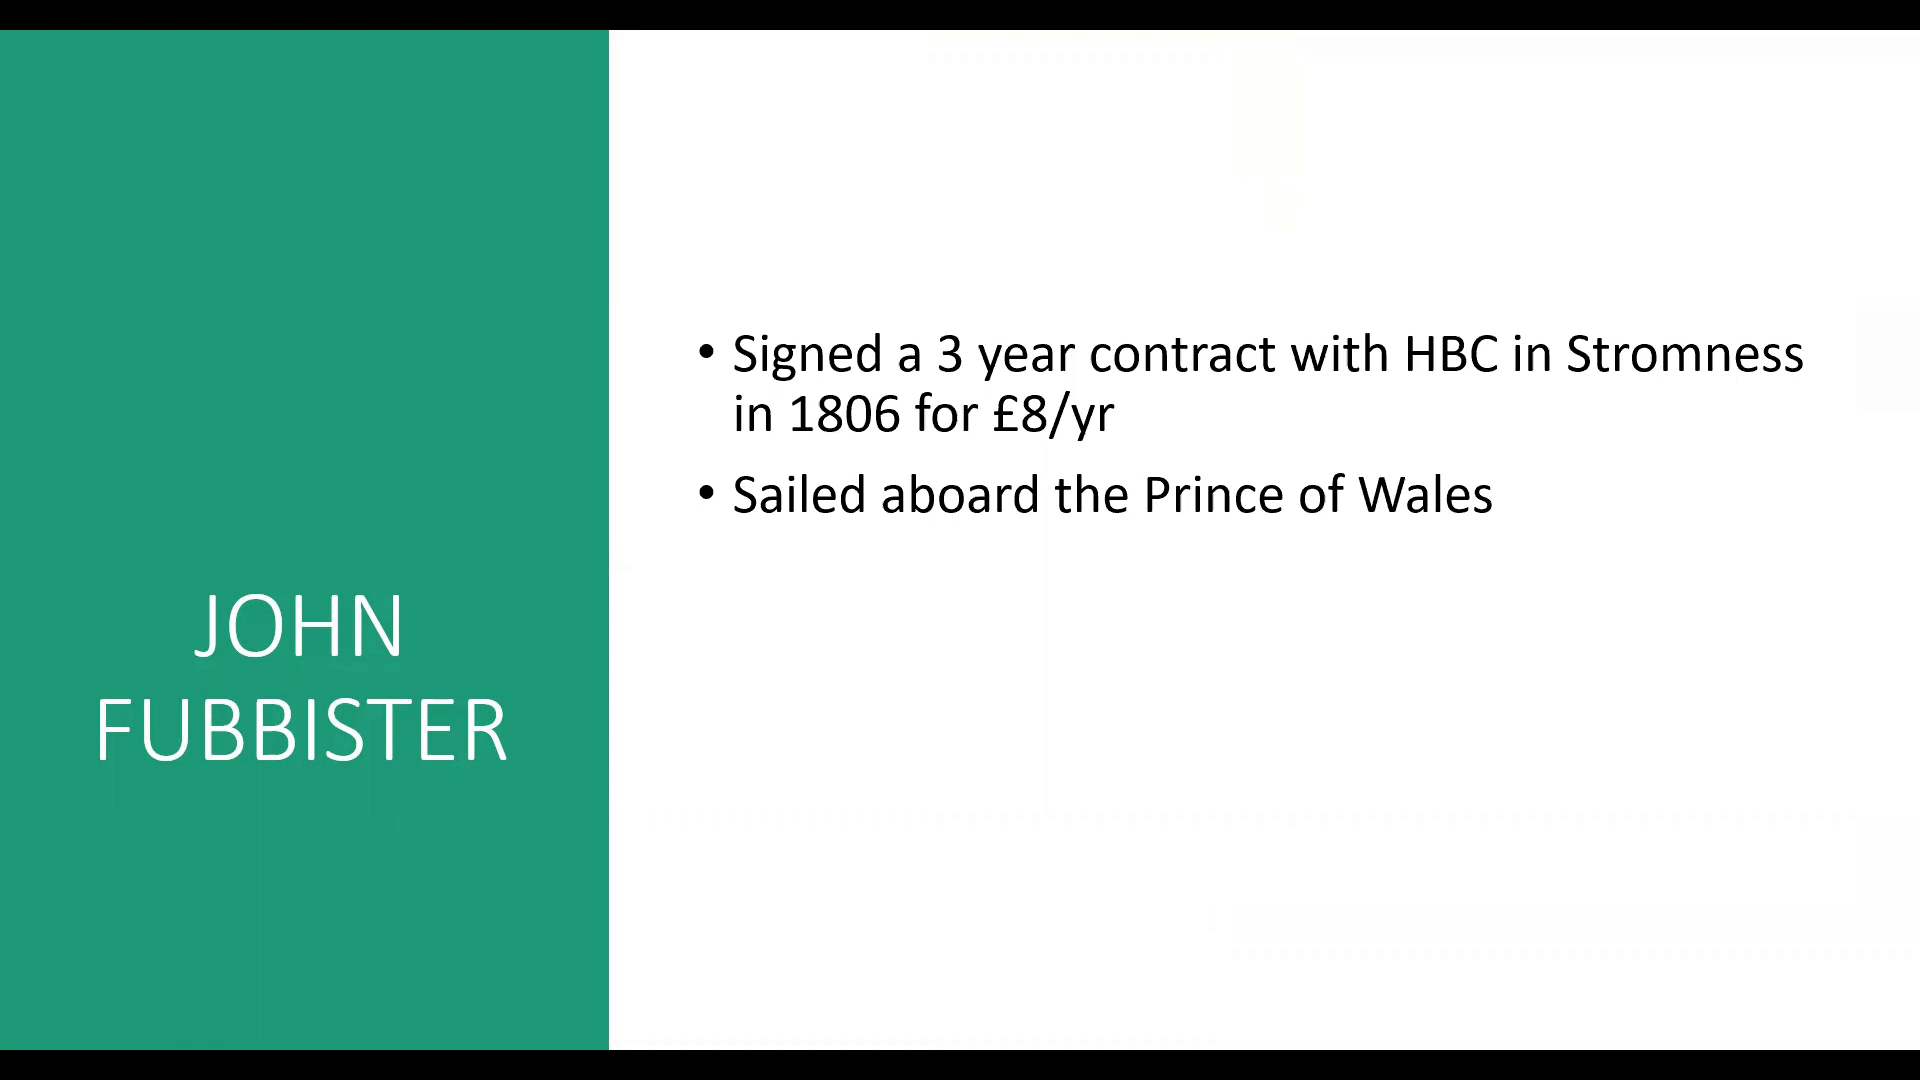 JOHN
FUBBISTER
• Signed a 3 year contract with HBC in Stromness
in 1806 for £8/yr
• Sailed aboard the Prince of Wales